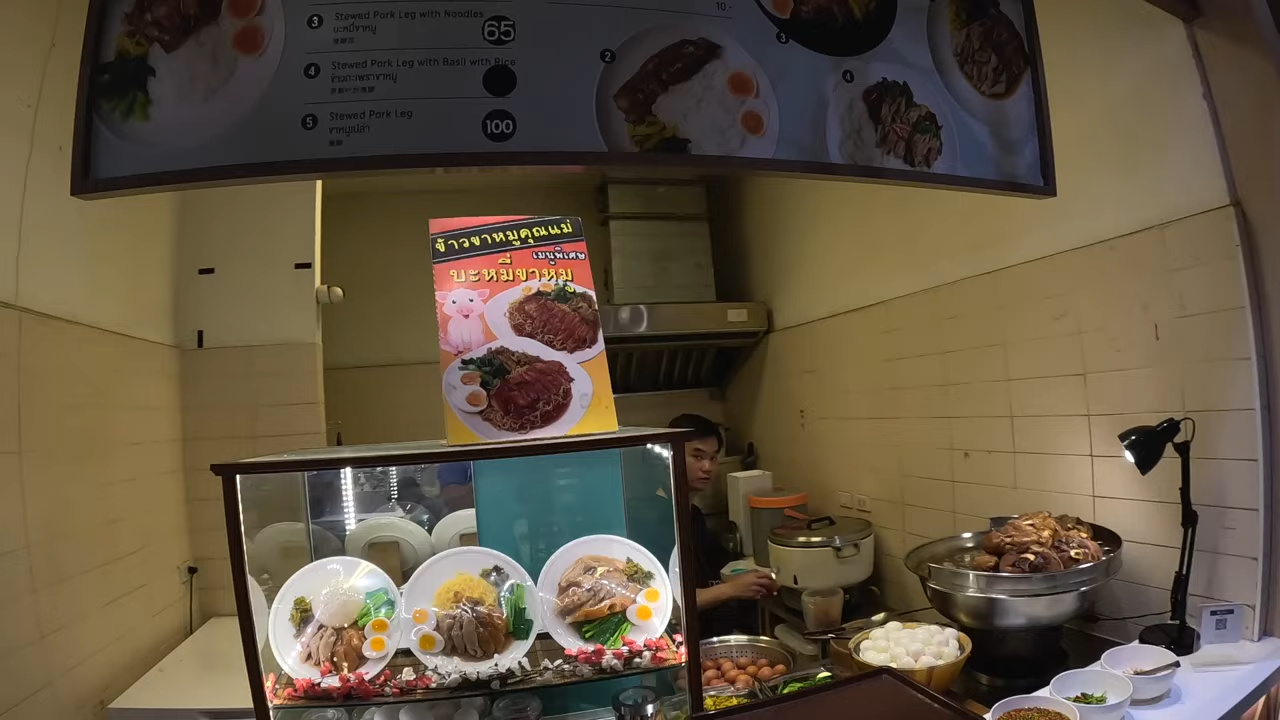 10.-
3 Stewed Pork Leg with Noodles 65
บะหมี่ขาหมู
4 Stewed Pork Leg with Basil with Rice
ข้าวกะเพราขาหมู
5 Stewed Pork Leg 100
ขาหมูเปล่า
2
3
4
ข้าวขาหมูคุณแม่
เมนูพิเศษ
บะหมี่ขาหมู